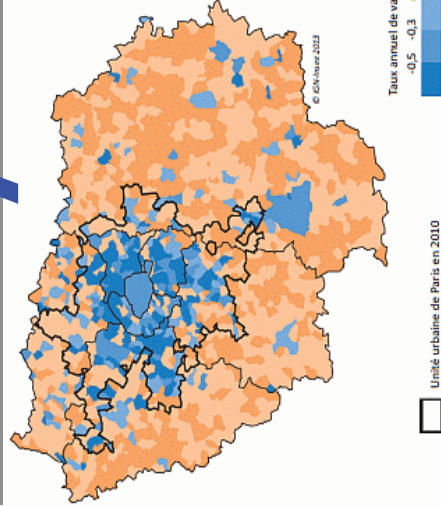 © IGN-Insee 2013
Taux annuel de va
-0,5
-0,3
Unité urbaine de Paris en 2010